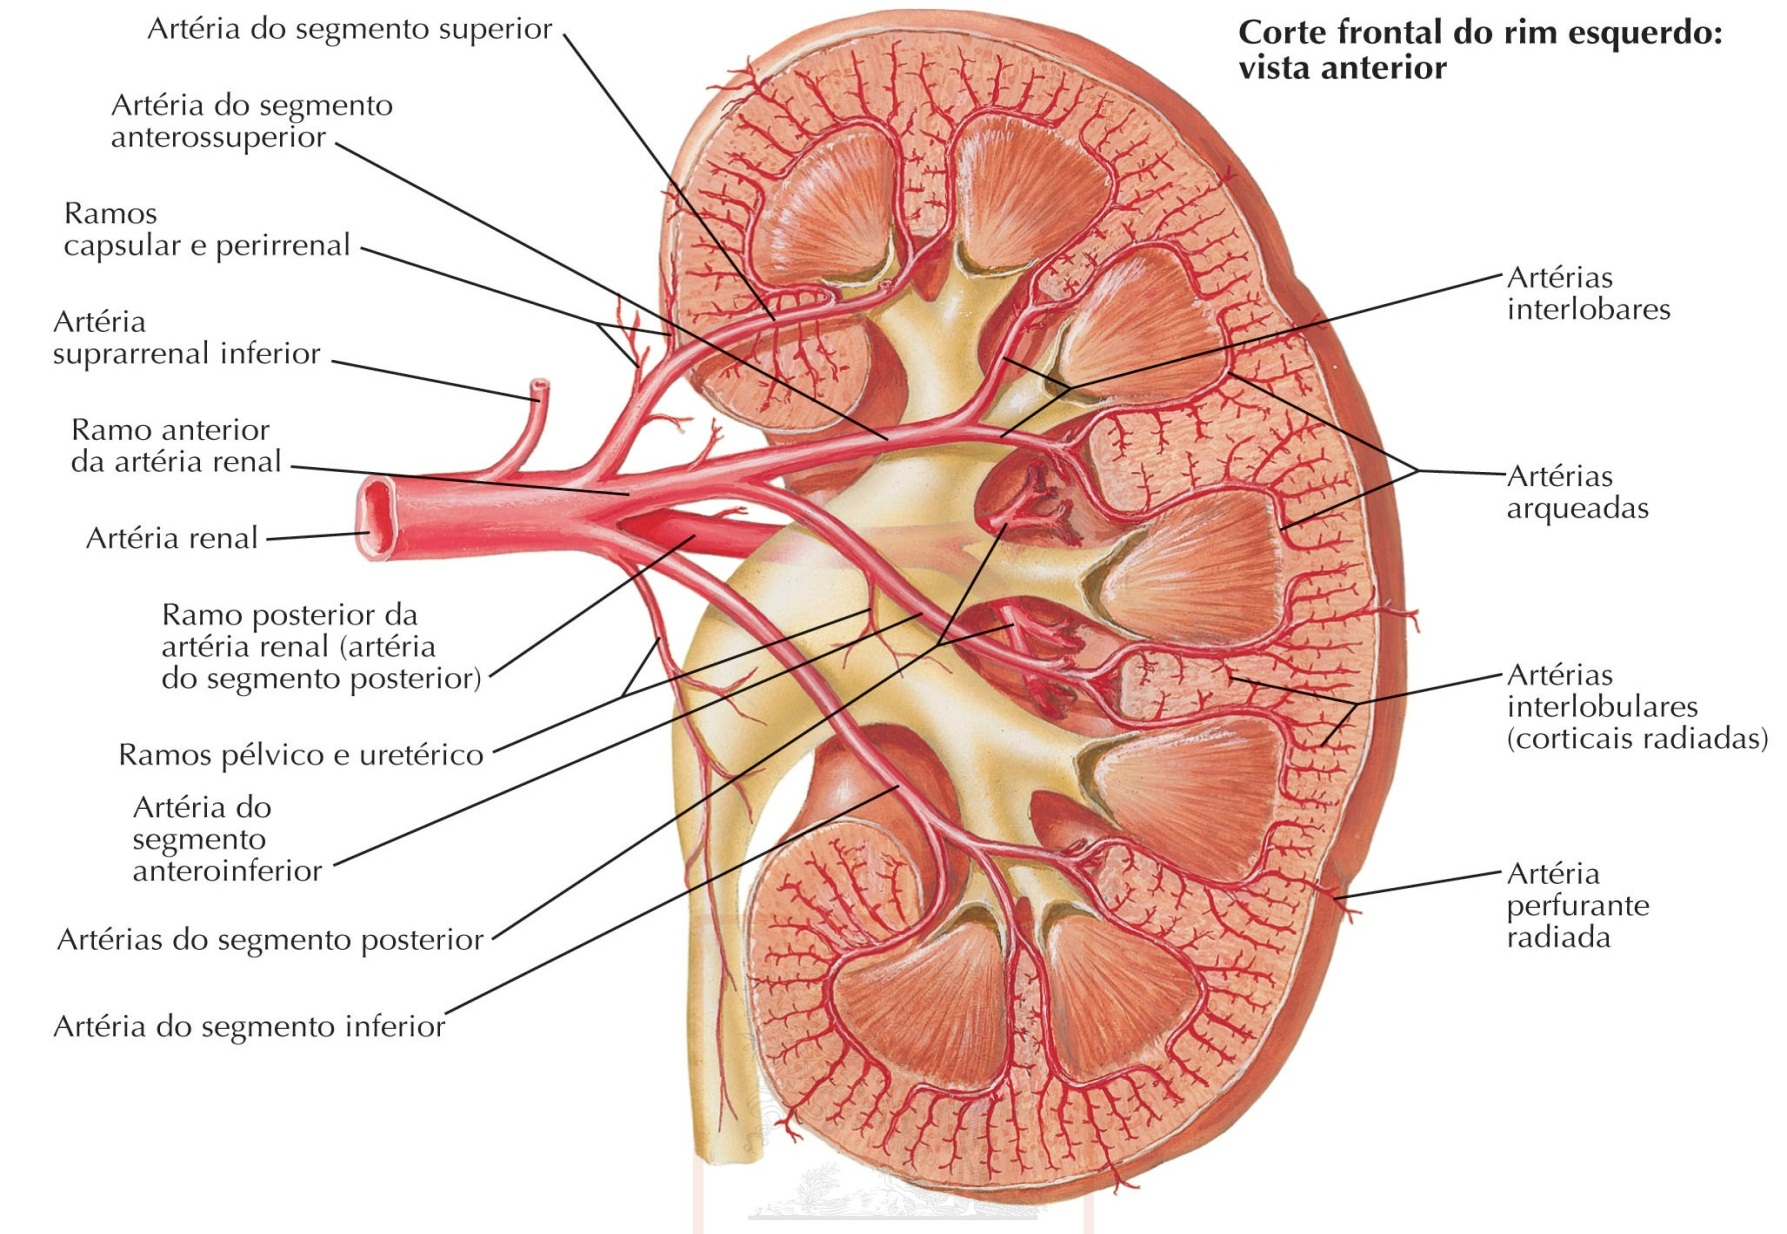 Corte frontal do rim esquerdo:
vista anterior
Artéria do segmento superior
Artéria do segmento
anterossuperior
Ramos
capsular e perirrenal
Artéria
suprarrenal inferior
Ramo anterior
da artéria renal
Artéria renal
Ramo posterior da
artéria renal (artéria
do segmento posterior)
Ramos pélvico e uretérico
Artéria do
segmento
anteroinferior
Artérias do segmento posterior
Artéria do segmento inferior
Artérias
interlobares
Artérias
arqueadas
Artérias
interlobulares
(corticais radiadas)
Artéria
perfurante
radiada